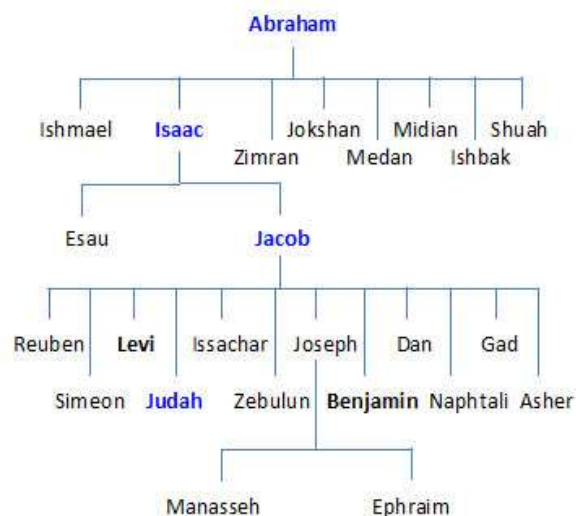 Abraham
Ishmael Isaac Jokshan Midian Shuah
Zimran Medan Ishbak
Esau Jacob
Reuben Levi Issachar Joseph Dan Gad
Simeon Judah Zebulun Benjamin Naphtali Asher
Manasseh Ephraim